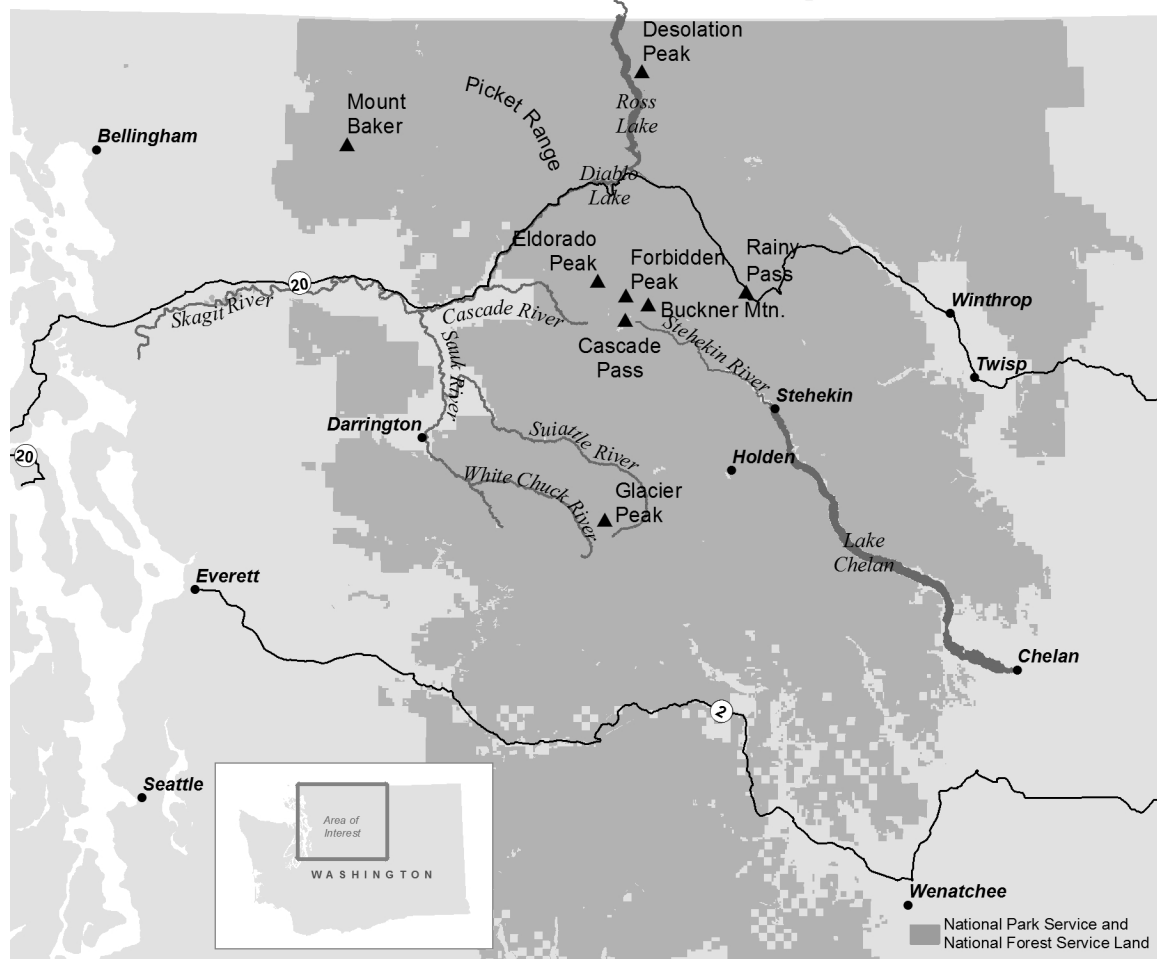 Desolation
Peak
Picket Range
Mount
Baker
Ross
Lake
Bellingham
Diablo
Lake
Eldorado
Peak
Forbidden
Peak
Rainy
Pass
20
Skagit River
Cascade River
Buckner Mtn.
Winthrop
Cascade
Pass
Stehekin River
Sauk River
Twisp
Stehekin
Darrington
Suiattle River
20
Holden
White Chuck River
Glacier
Peak
Lake
Chelan
Everett
Chelan
2
Seattle
Area of
Interest
WASHINGTON
Wenatchee
National Park Service and
National Forest Service Land